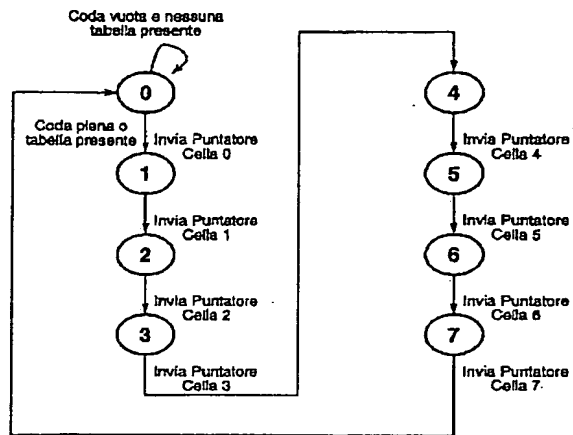 Coda vuota e nessuna
tabella presente
0
Coda piena o
tabella presente
Invia Puntatore
Cella 0
1
Invia Puntatore
Cella 1
2
Invia Puntatore
Cella 2
3
Invia Puntatore
Cella 3
4
Invia Puntatore
Cella 4
5
Invia Puntatore
Cella 5
6
Invia Puntatore
Cella 6
7
Invia Puntatore
Cella 7